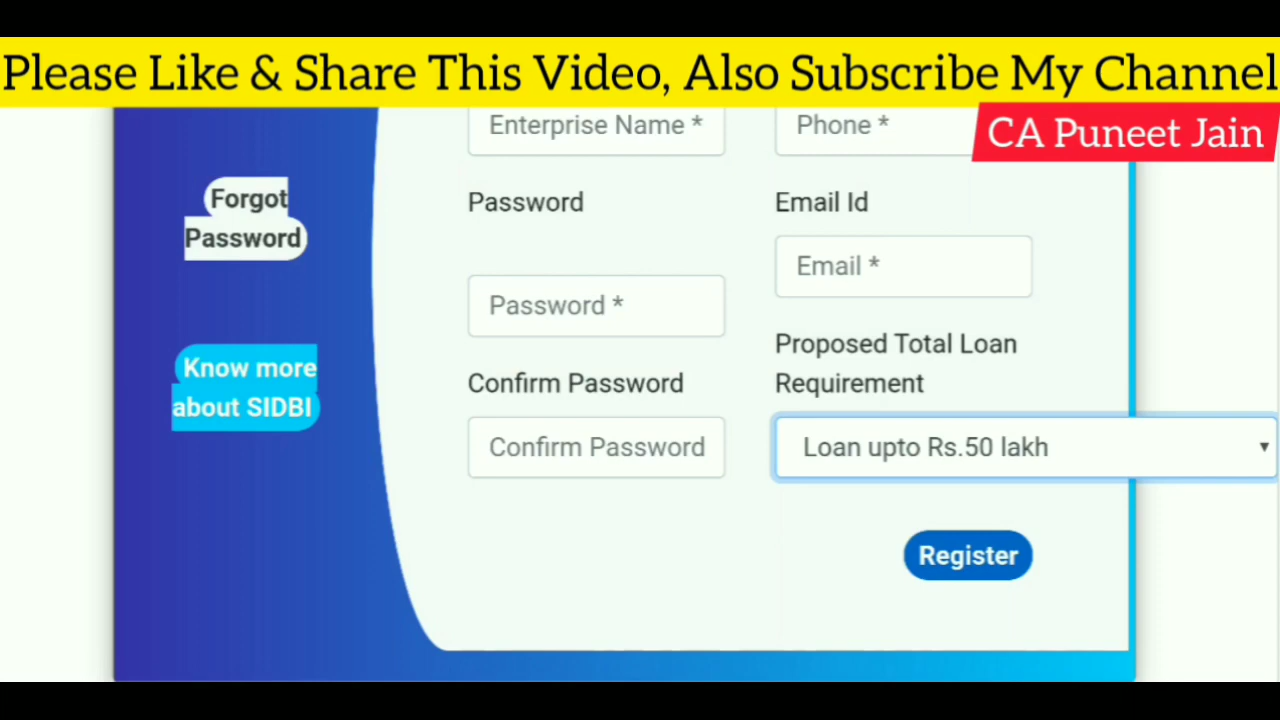 Please Like & Share This Video, Also Subscribe My Channel
CA Puneet Jain
Enterprise Name *
Phone *
Forgot
Password
Password
Email Id
Password *
Email *
Know more
about SIDBI
Confirm Password
Proposed Total Loan
Requirement
Confirm Password
Loan upto Rs.50 lakh
Register